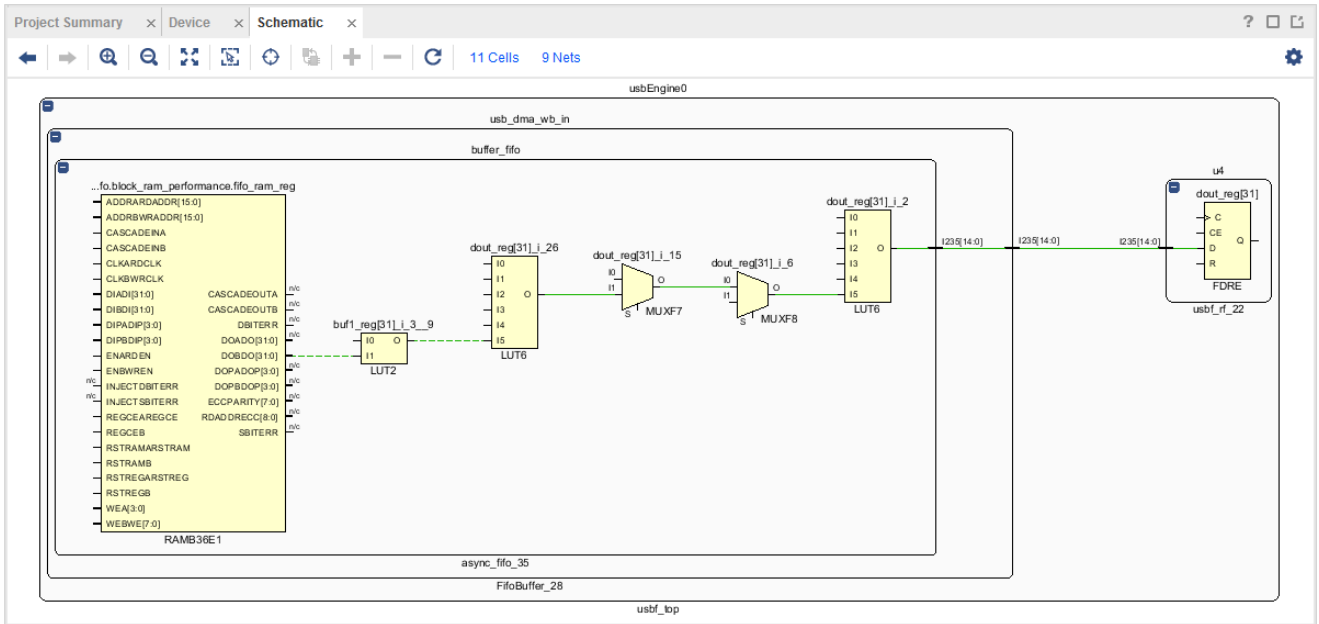 Project Summary × Device × Schematic ×
?
11 Cells 9 Nets
usbEngine0
usb_dma_wb_in
buffer_fifo
...fo.block_ram_performance.fifo_ram_reg
ADDRARDADDR[15:0]
ADDRBWRADDR[15:0]
CASCADEINA
CASCADEINB
CLKARDCLK
CLKBWRCLK
DIADI[31:0]
DIBDI[31:0]
DIPADIP[3:0]
DIPBDIP[3:0]
ENARDEN
ENBWREN
n/c INJECTDBITERR
n/c INJECTSBITERR
REGCEAREGCE
REGCEB
RSTRAMARSTRAM
RSTRAMB
RSTREGARSTREG
RSTREGB
WEA[3:0]
WEBWE[7:0]
CASCADEOUTA n/c
CASCADEOUTB n/c
DBITERR n/c
DOADO[31:0] n/c
DOBDO[31:0]
DOPADOP[3:0] n/c
DOPBDOP[3:0] n/c
ECCPARITY[7:0] n/c
RDADDRECC[8:0] n/c
SBITERR n/c
RAMB36E1
buf1_reg[31]_i_3__9
I0 O
I1
LUT2
dout_reg[31]_i_26
I0
I1
I2 O
I3
I4
I5
LUT6
dout_reg[31]_i_15
I0
I1
O
S
MUXF7
dout_reg[31]_i_6
I0
I1
O
S
MUXF8
dout_reg[31]_i_2
I0
I1
I2 O
I3
I4
I5
LUT6
I235[14:0]
I235[14:0]
I235[14:0]
u4
dout_reg[31]
C
CE
D
R
Q
FDRE
usbf_rf_22
async_fifo_35
FifoBuffer_28
usbf_top